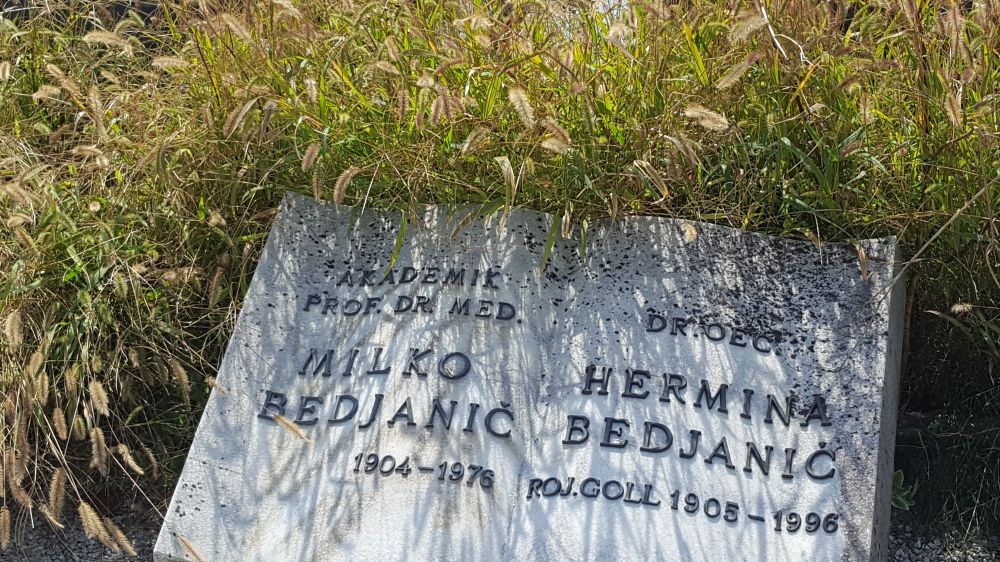 AKADEMIK
PROF. DR. MED.
MILKO
BEDJANIČ
1904-1976
DR. OEC.
HERMINA
BEDJANIČ
ROJ. GOLL 1905-1996